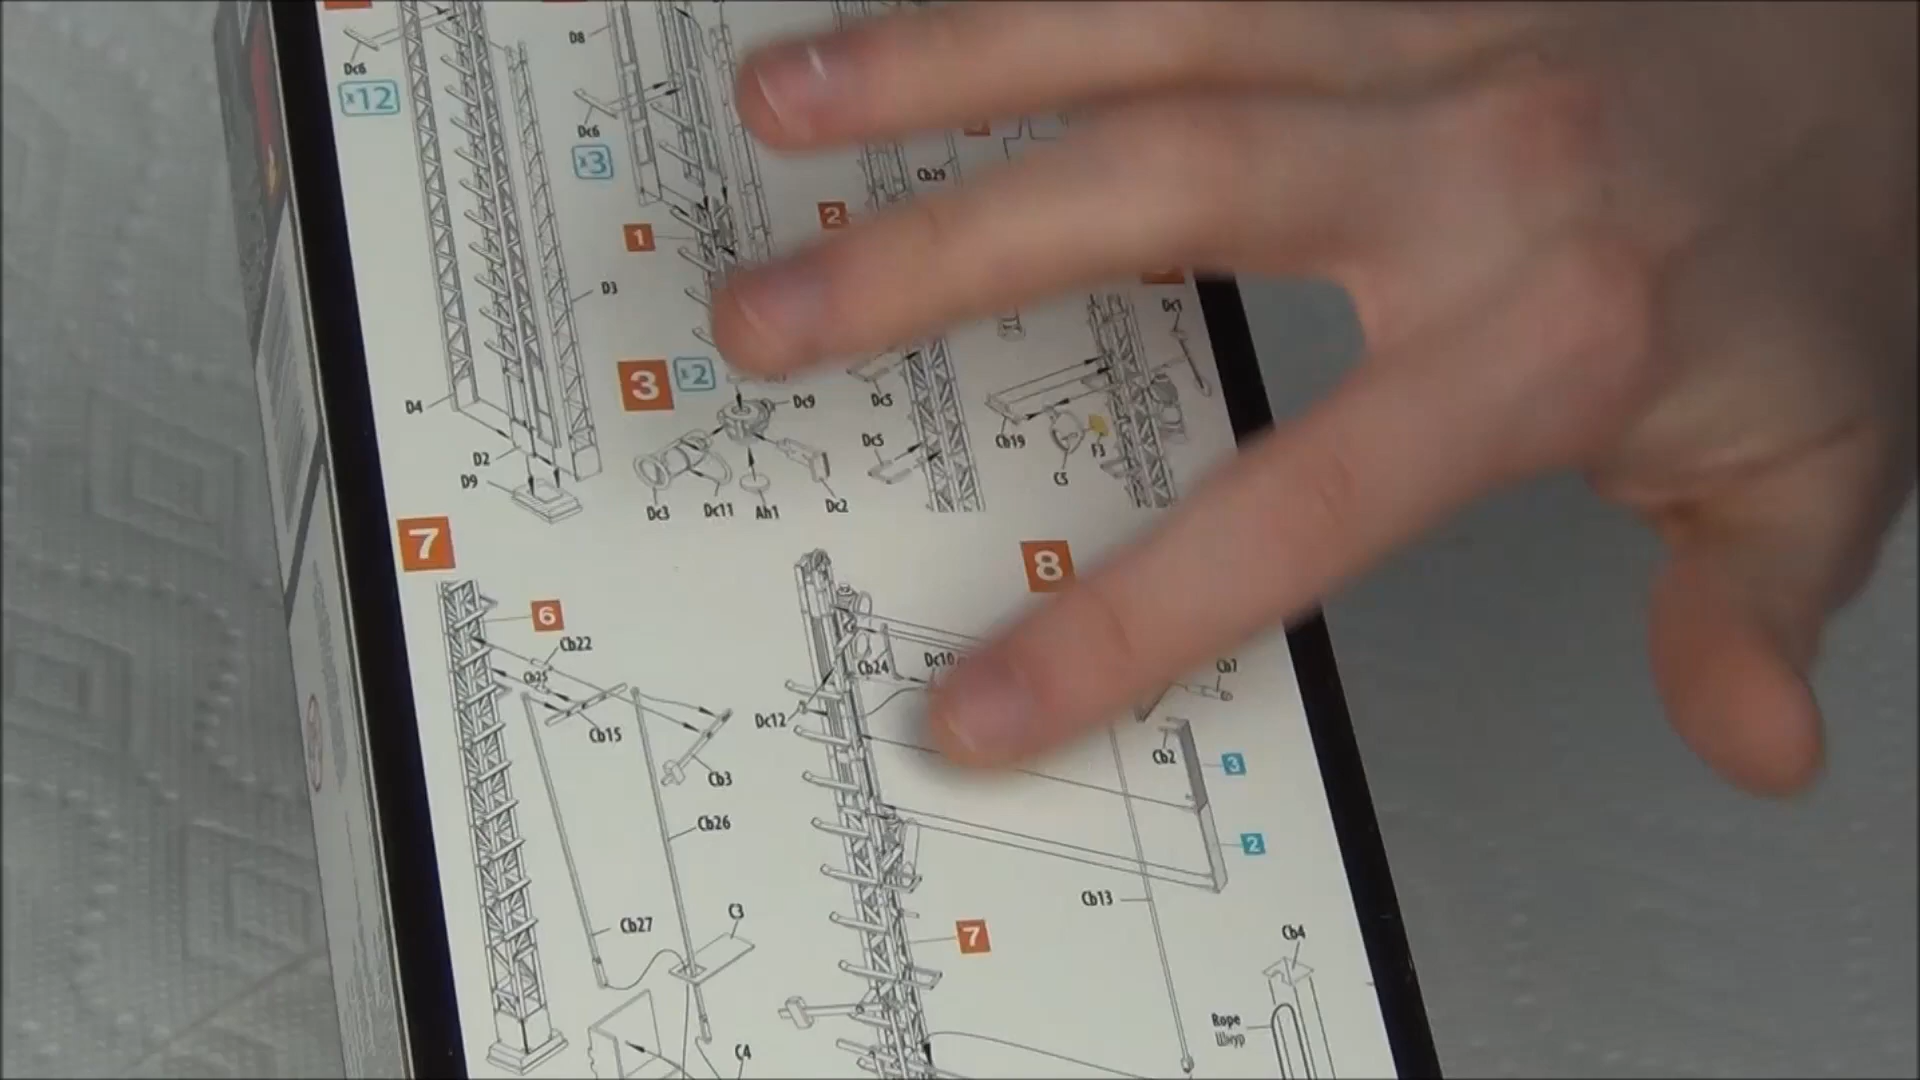 Dc6
x12
D8
Dc6
x3
Cb29
1
2
D3
Dc1
3
x2
Dc9
D4
Dc5
Dc5
Cb19
F3
C5
D2
D9
Dc3
Dc11
Ah1
Dc2
7
8
6
Cb22
Cb25
Cb15
Cb24
Dc10
Cb7
Dc12
Cb2
3
Cb3
Cb26
2
Cb13
C3
Cb27
7
Cb4
Rope
Шнур
C4